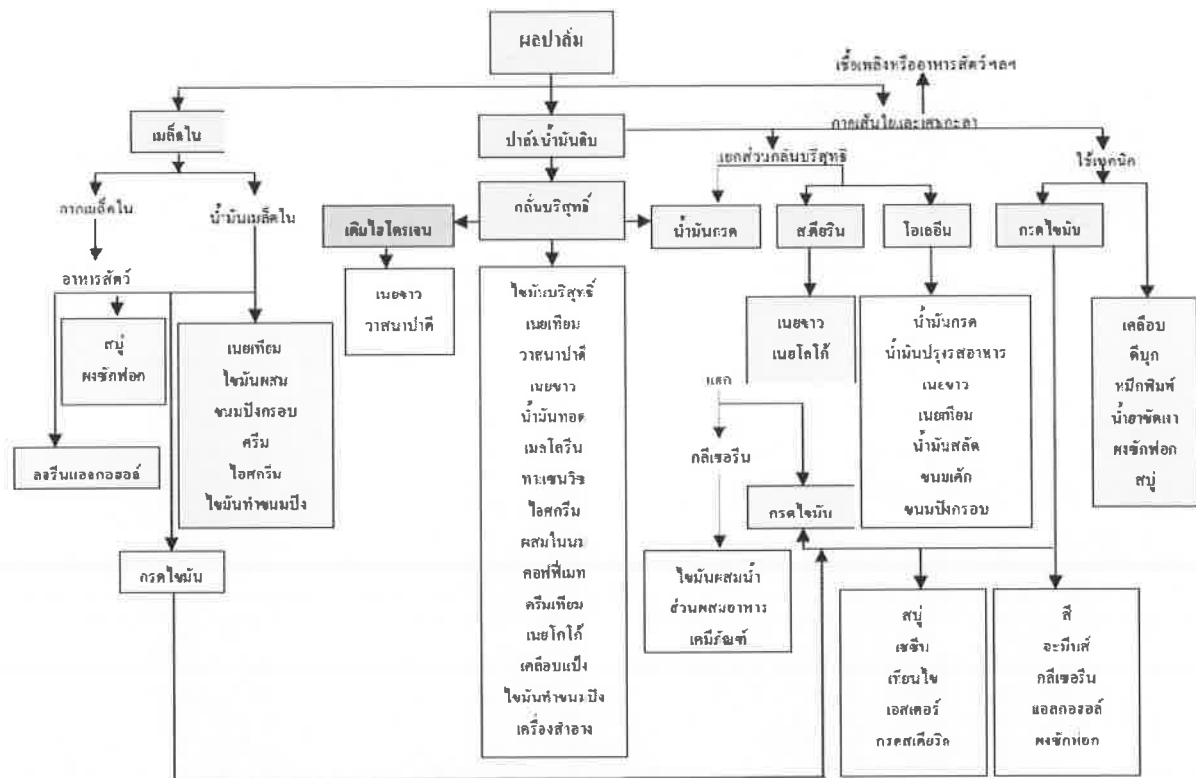 ผลปาล์ม
เชื้อเพลิงหรืออาหารสัตว์ ฯลฯ
เมล็ดใน
ปาล์มน้ำมันดิบ
กากเส้นใยและเศษกะลา
แยกส่วนกลั่นบริสุทธิ์
ใช้เทคนิก
กากเมล็ดใน
น้ำมันเมล็ดใน
กลั่นบริสุทธิ์
เติมไฮโดรเจน
น้ำมันกรด
ส.ตียริน
โอเลอีน
กรดไขมัน
อาหารสัตว์
สบู่
ผงซักฟอก
เนยเทียม
ไขมันผสม
ขนมปังกรอบ
ครีม
ไอศกรีม
ไขมันทำขนมปัง
กรดไขมัน
เนยขาว
วาสนาปาตี
ไขมันบริสุทธิ์
เนยเทียม
วาสนาปาตี
เนยขาว
น้ำมันทอด
ทาแซนวิช
ไอศกรีม
ผสมในนม
คอฟฟี่เมท
ครีมเทียม
เนยโกโก้
เคลือบแป้ง
ไขมันทำขนมปัง
เครื่องสำอาง
แตก
กลีเซอรีน
กรดไขมัน
ไขมันผสมน้ำ
ส่วนผสมอาหาร
เคมีภัณฑ์
เนยขาว
เนยโกโก้
น้ำมันกรด
น้ำมันปรุงรสอาหาร
เนยขาว
เนยเทียม
น้ำมันสลัด
ขนมเค้ก
ขนมปังกรอบ
เคลือบ
ดีบุก
หมึกพิมพ์
น้ำยาขัดเงา
ผงซักฟอก
สบู่
สบู่
เทียนไข
เอสเตอร์
กรดสเตียริก
สี
อะมีนส์
กลีเซอรีน
แอลกอฮอล์
ผงซักฟอก